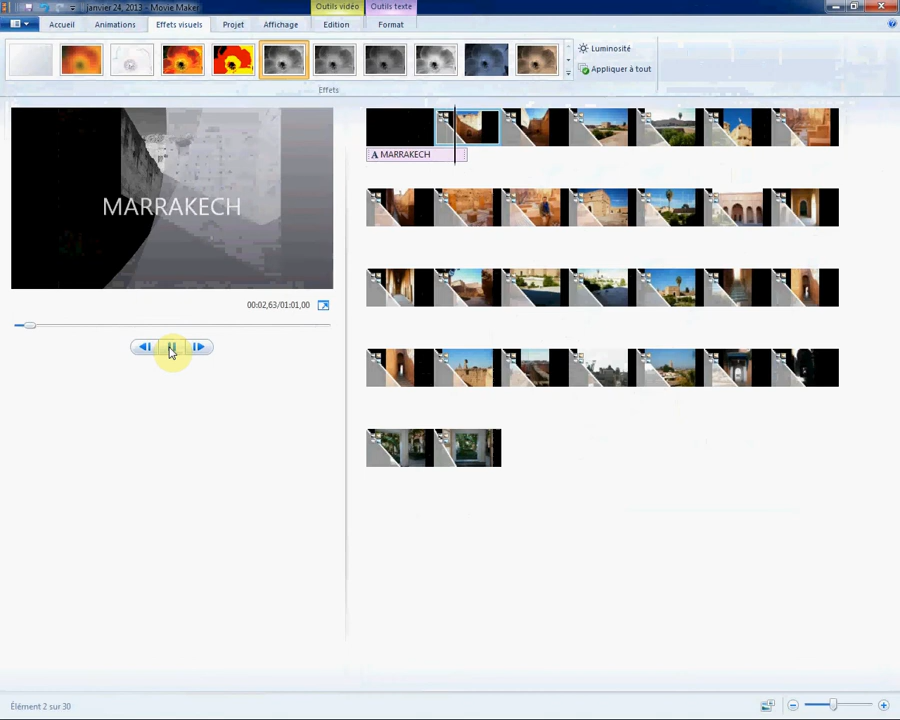 janvier 24, 2013 - Movie Maker
Outils vidéo
Outils texte
Accueil
Animations
Effets visuels
Projet
Affichage
Edition
Format
Luminosité
Appliquer à tout
Effets
MARRAKECH
A MARRAKECH
00:02,63/01:01,00
Élément 2 sur 30